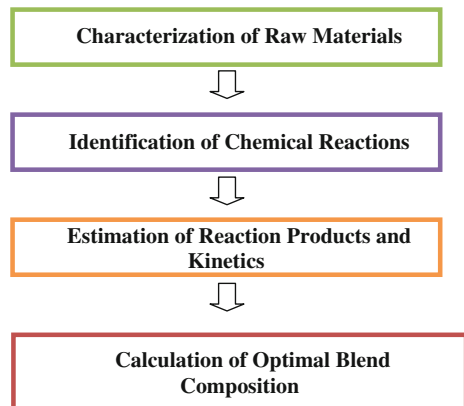 Characterization of Raw Materials
Identification of Chemical Reactions
Estimation of Reaction Products and
Kinetics
Calculation of Optimal Blend
Composition